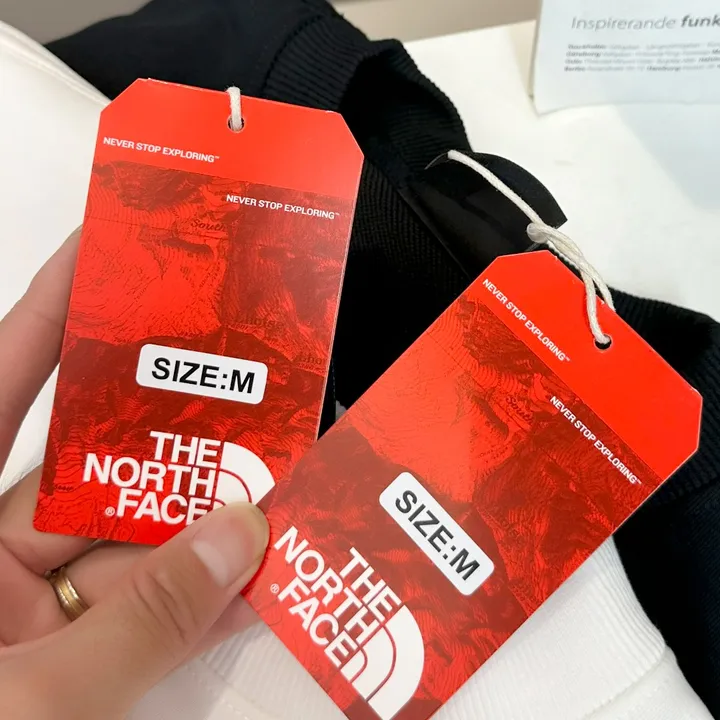 Inspirerande funk
NEVER STOP EXPLORING™
NEVER STOP EXPLORING™
SIZE:M
THE
NORTH
FACE
®
NEVER STOP EXPLORING™
NEVER STOP EXPLORING™
South
SIZE:M
THE
NORTH
FACE
®